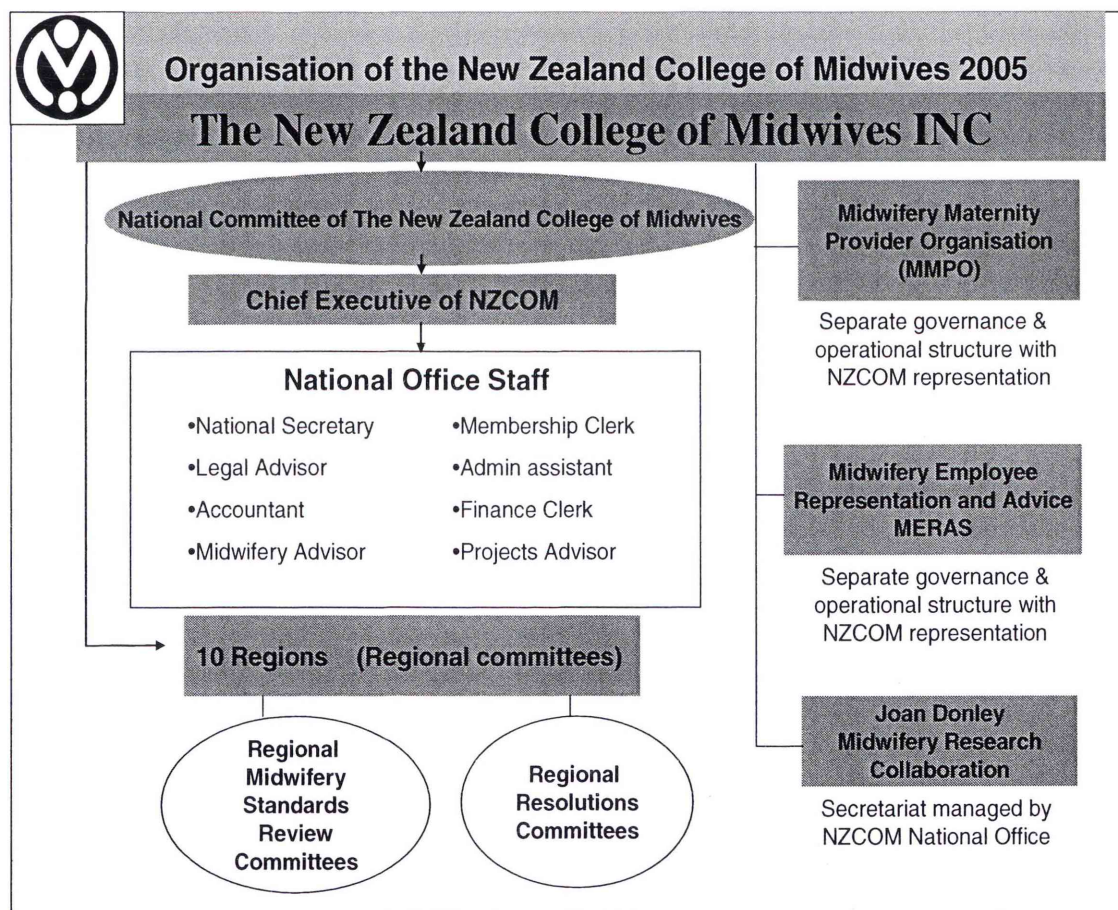 Organisation of the New Zealand College of Midwives 2005
The New Zealand College of Midwives INC
National Committee of The New Zealand College of Midwives
Chief Executive of NZCOM
National Office Staff
•National Secretary
•Legal Advisor
•Accountant
•Midwifery Advisor
•Membership Clerk
•Admin assistant
•Finance Clerk
•Projects Advisor
10 Regions (Regional committees)
Regional
Midwifery
Standards
Review
Committees
Regional
Resolutions
Committees
Midwifery Maternity
Provider Organisation
(MMPO)
Separate governance &
operational structure with
NZCOM representation
Midwifery Employee
Representation and Advice
MERAS
Separate governance &
operational structure with
NZCOM representation
Joan Donley
Midwifery Research
Collaboration
Secretariat managed by
NZCOM National Office